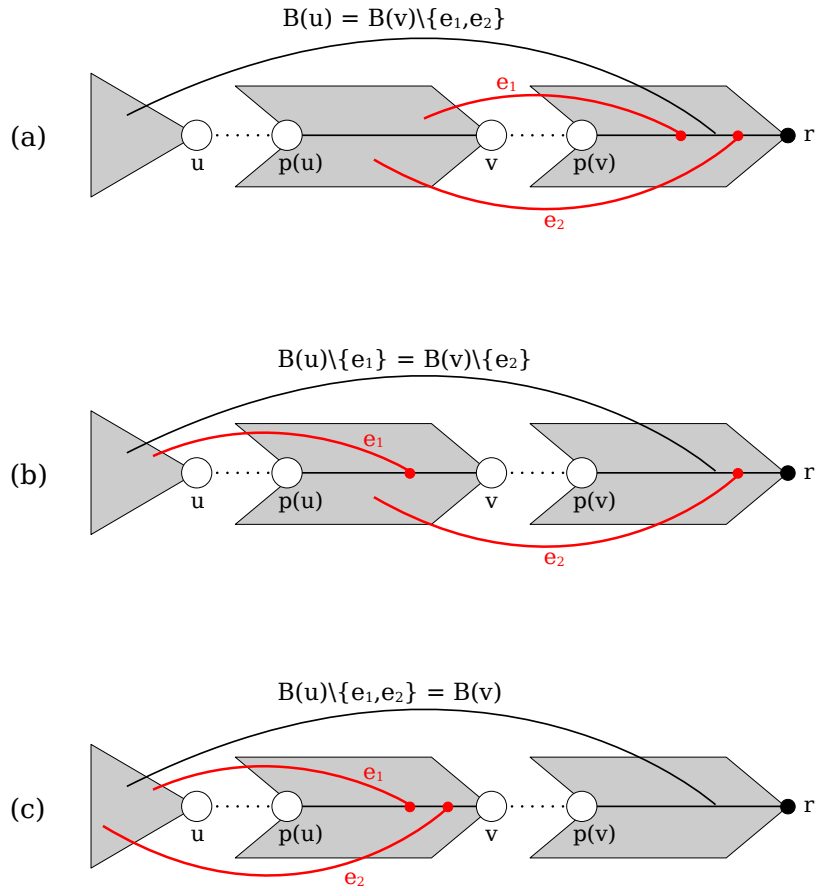 B(u) = B(v)\{e₁,e₂}
e₁
(a)
r
u
p(u)
v
p(v)
e₂
B(u)\{e₁} = B(v)\{e₂}
e₁
(b)
r
u
p(u)
v
p(v)
e₂
B(u)\{e₁,e₂} = B(v)
e₁
(c)
r
u
p(u)
v
p(v)
e₂